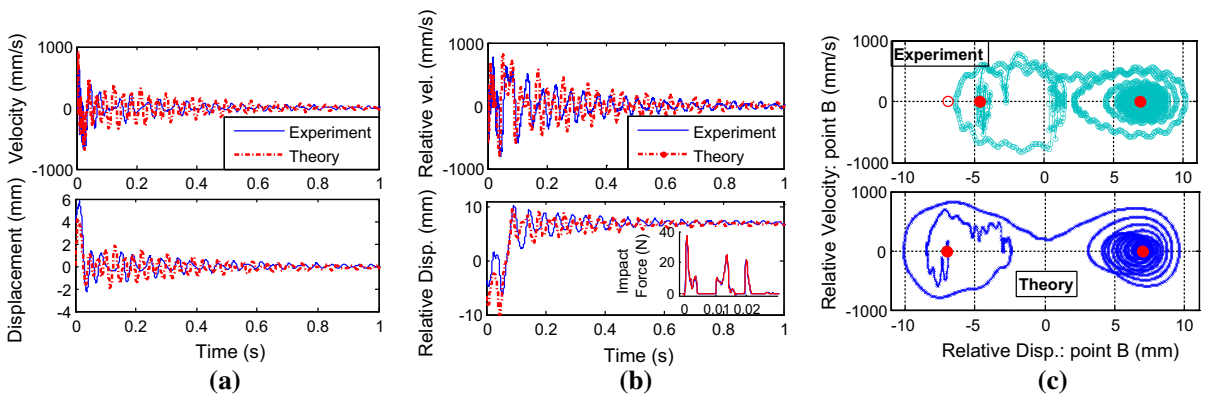 Velocity (mm/s)
1000
0
-1000
0 0.2 0.4 0.6 0.8 1
Experiment
Theory
Displacement (mm)
6
4
2
0
-2
-4
0 0.2 0.4 0.6 0.8 1
Time (s)
(a)
Relative vel. (mm/s)
1000
0
-1000
0 0.2 0.4 0.6 0.8 1
Experiment
Theory
Relative Disp. (mm)
10
0
-10
0 0.2 0.4 0.6 0.8 1
Impact
Force (N)
40
20
0
0 0.01 0.02
Time (s)
(b)
Relative Velocity: point B (mm/s)
1000
0
-1000
-10 -5 0 5 10
Experiment
1000
0
-1000
-10 -5 0 5 10
Theory
Relative Disp.: point B (mm)
(c)